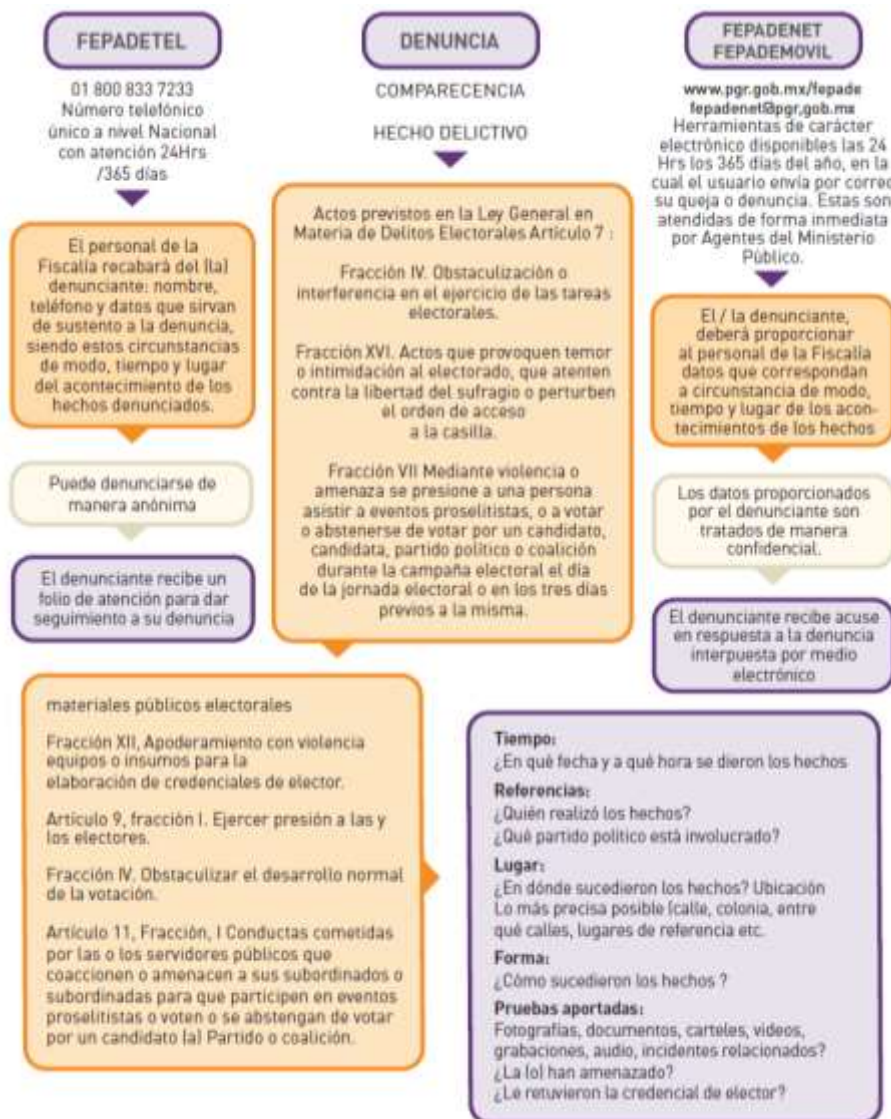 FEPADETEL
01 800 833 7233
Número telefónico
único a nivel Nacional
con atención 24Hrs
/365 días
El personal de la
Fiscalía recabará del (la)
denunciante: nombre,
teléfono y datos que sirvan
de sustento a la denuncia,
siendo estos circunstancias
de modo, tiempo y lugar
del acontecimiento de los
hechos denunciados.
Puede denunciarse de
manera anónima
El denunciante recibe un
folio de atención para dar
seguimiento a su denuncia
DENUNCIA
COMPARECENCIA
HECHO DELICTIVO
Actos previstos en la Ley General en
Materia de Delitos Electorales Artículo 7 :
Fracción IV. Obstaculización o
interferencia en el ejercicio de las tareas
electorales.
Fracción XVI. Actos que provoquen temor
o intimidación al electorado, que atenten
contra la libertad del sufragio o perturben
el orden de acceso
a la casilla.
Fracción VII Mediante violencia o
amenaza se presione a una persona
asistir a eventos proselitistas, o a votar
o abstenerse de votar por un candidato,
candidata, partido político o coalición
durante la campaña electoral el día
de la jornada electoral o en los tres días
previos a la misma.
FEPADENET
FEPADEMOVIL
www.pgr.gob.mx/fepade
fepadenet@pgr,gob.mx
Herramientas de carácter
electrónico disponibles las 24
Hrs los 365 días del año, en la
cual el usuario envía por correo
su queja o denuncia. Estas son
atendidas de forma inmediata
por Agentes del Ministerio
Público.
El / la denunciante,
deberá proporcionar
al personal de la Fiscalía
datos que correspondan
a circunstancia de modo,
tiempo y lugar de los acon-
tecimientos de los hechos
Los datos proporcionados
por el denunciante son
tratados de manera
confidencial.
El denunciante recibe acuse
en respuesta a la denuncia
interpuesta por medio
electrónico
materiales públicos electorales
Fracción XII, Apoderamiento con violencia
equipos o insumos para la
elaboración de credenciales de elector.
Artículo 9, fracción I. Ejercer presión a las y
los electores.
Fracción IV. Obstaculizar el desarrollo normal
de la votación.
Artículo 11, Fracción, I Conductas cometidas
por las o los servidores públicos que
coaccionen o amenacen a sus subordinados o
subordinadas para que participen en eventos
proselitistas o voten o se abstengan de votar
por un candidato (a) Partido o coalición.
Tiempo:
¿En qué fecha y a qué hora se dieron los hechos
Referencias:
¿Quién realizó los hechos?
¿Qué partido político está involucrado?
Lugar:
¿En dónde sucedieron los hechos? Ubicación
Lo más precisa posible (calle, colonia, entre
qué calles, lugares de referencia etc.
Forma:
¿Cómo sucedieron los hechos ?
Pruebas aportadas:
Fotografías, documentos, carteles, videos,
grabaciones, audio, incidentes relacionados?
¿La (o) han amenazado?
¿Le retuvieron la credencial de elector?